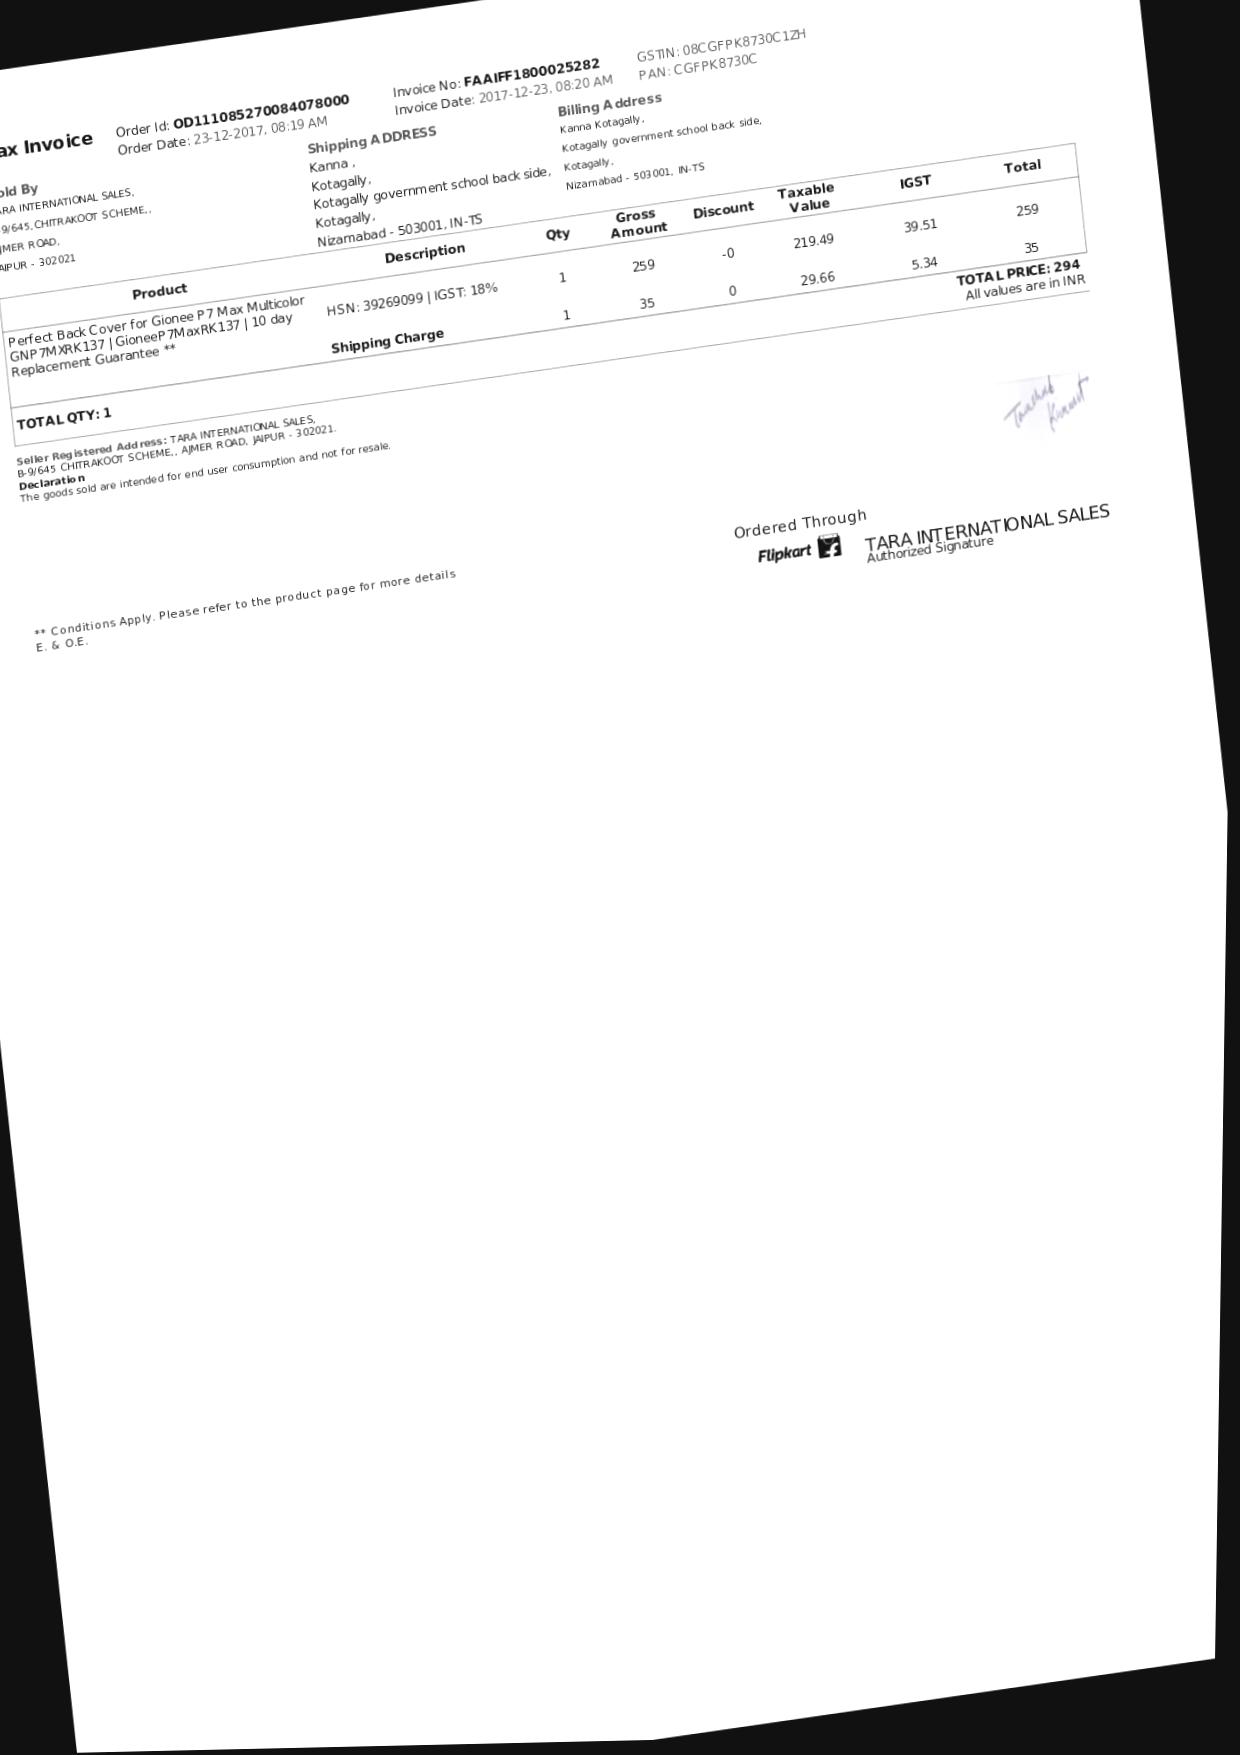 ax Invoice
Order Id: OD111085270084078000
Order Date: 23-12-2017, 08:19 AM
Invoice No: FAAIFF1800025282
Invoice Date: 2017-12-23, 08:20 AM
GSTIN: 08CGFPK8730C1ZH
PAN: CGFPK8730C
old By
ARA INTERNATIONAL SALES,
9/645, CHITRAKOOT SCHEME,,
JMER ROAD,
AIPUR - 302021
Shipping ADDRESS
Kanna ,
Kotagally,
Kotagally government school back side,
Kotagally,
Nizamabad - 503001, IN-TS
Billing Address
Kanna Kotagally,
Kotagally government school back side,
Kotagally,
Nizamabad - 503001, IN-TS
Product Description Qty Gross Amount Discount Taxable Value IGST Total
Perfect Back Cover for Gionee P7 Max Multicolor
GNP7MXRK137 | GioneeP7MaxRK137 | 10 day
Replacement Guarantee **
HSN: 39269099 | IGST: 18% 1 259 -0 219.49 39.51 259
Shipping Charge 1 35 0 29.66 5.34 35
TOTAL QTY: 1 TOTAL PRICE: 294
All values are in INR
Seller Registered Address: TARA INTERNATIONAL SALES,
B-9/645 CHITRAKOOT SCHEME,, AJMER ROAD, JAIPUR - 302021.
Declaration
The goods sold are intended for end user consumption and not for resale.
Ordered Through
Flipkart
TARA INTERNATIONAL SALES
Authorized Signature
** Conditions Apply. Please refer to the product page for more details
E. & O.E.